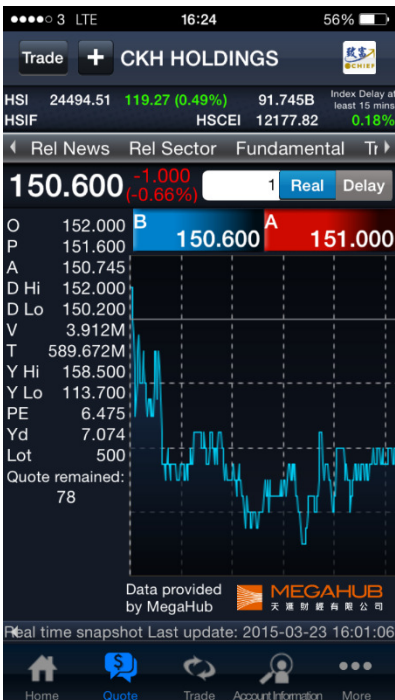 3 LTE 16:24 56%
Trade + CKH HOLDINGS 致富 CHIEF
HSI 24494.51 119.27 (0.49%) 91.745B Index Delay at least 15 mins
HSIF HSCEI 12177.82 0.18%
Rel News Rel Sector Fundamental Tr
150.600 -1.000 (-0.66%) 1 Real Delay
B 150.600 A 151.000
O 152.000
P 151.600
A 150.745
D Hi 152.000
D Lo 150.200
V 3.912M
T 589.672M
Y Hi 158.500
Y Lo 113.700
PE 6.475
Yd 7.074
Lot 500
Quote remained:
78
Data provided
by MegaHub
MEGAHUB
天滙財經有限公司
Real time snapshot Last update: 2015-03-23 16:01:06
Home Quote Trade Account Information More